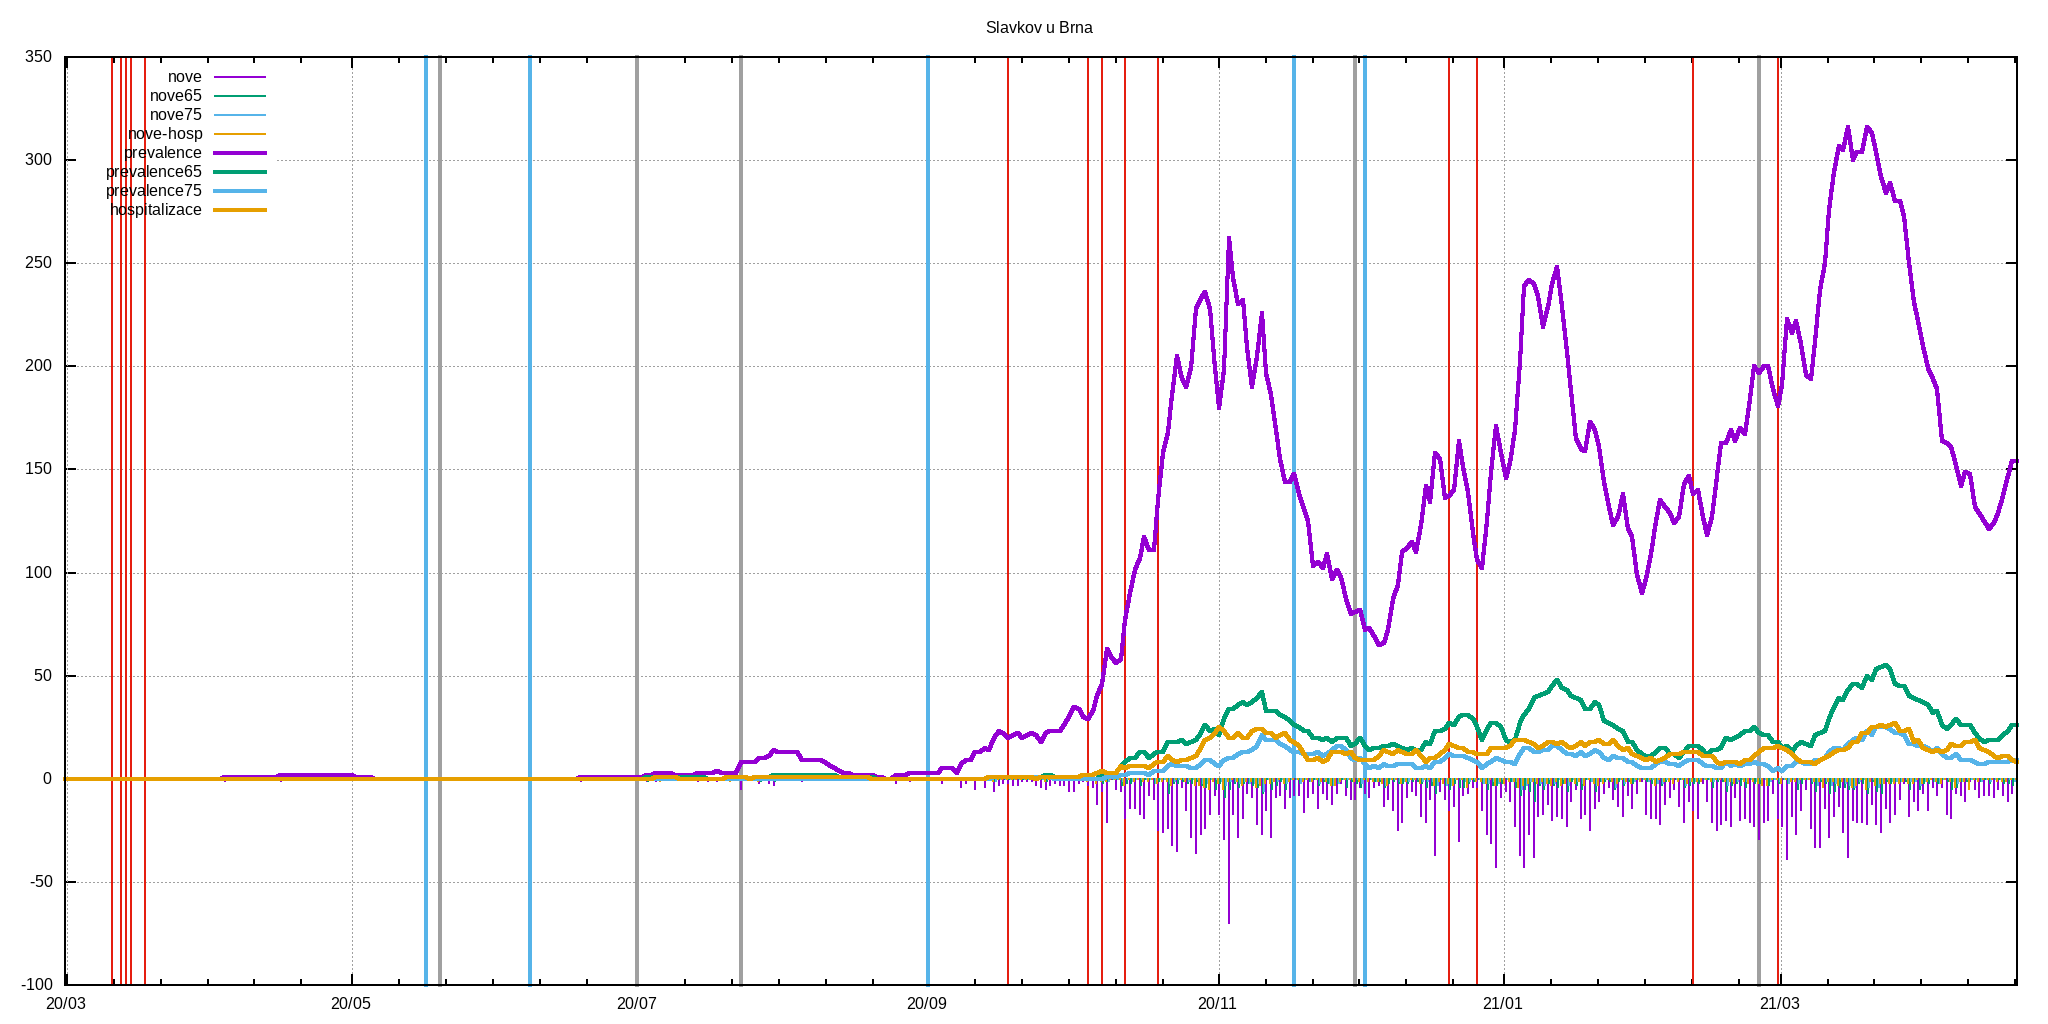 Slavkov u Brna
350
300
250
200
150
100
50
0
-50
-100
nove
nove65
nove75
nove-hosp
prevalence
prevalence65
prevalence75
hospitalizace
20/03
20/05
20/07
20/09
20/11
21/01
21/03